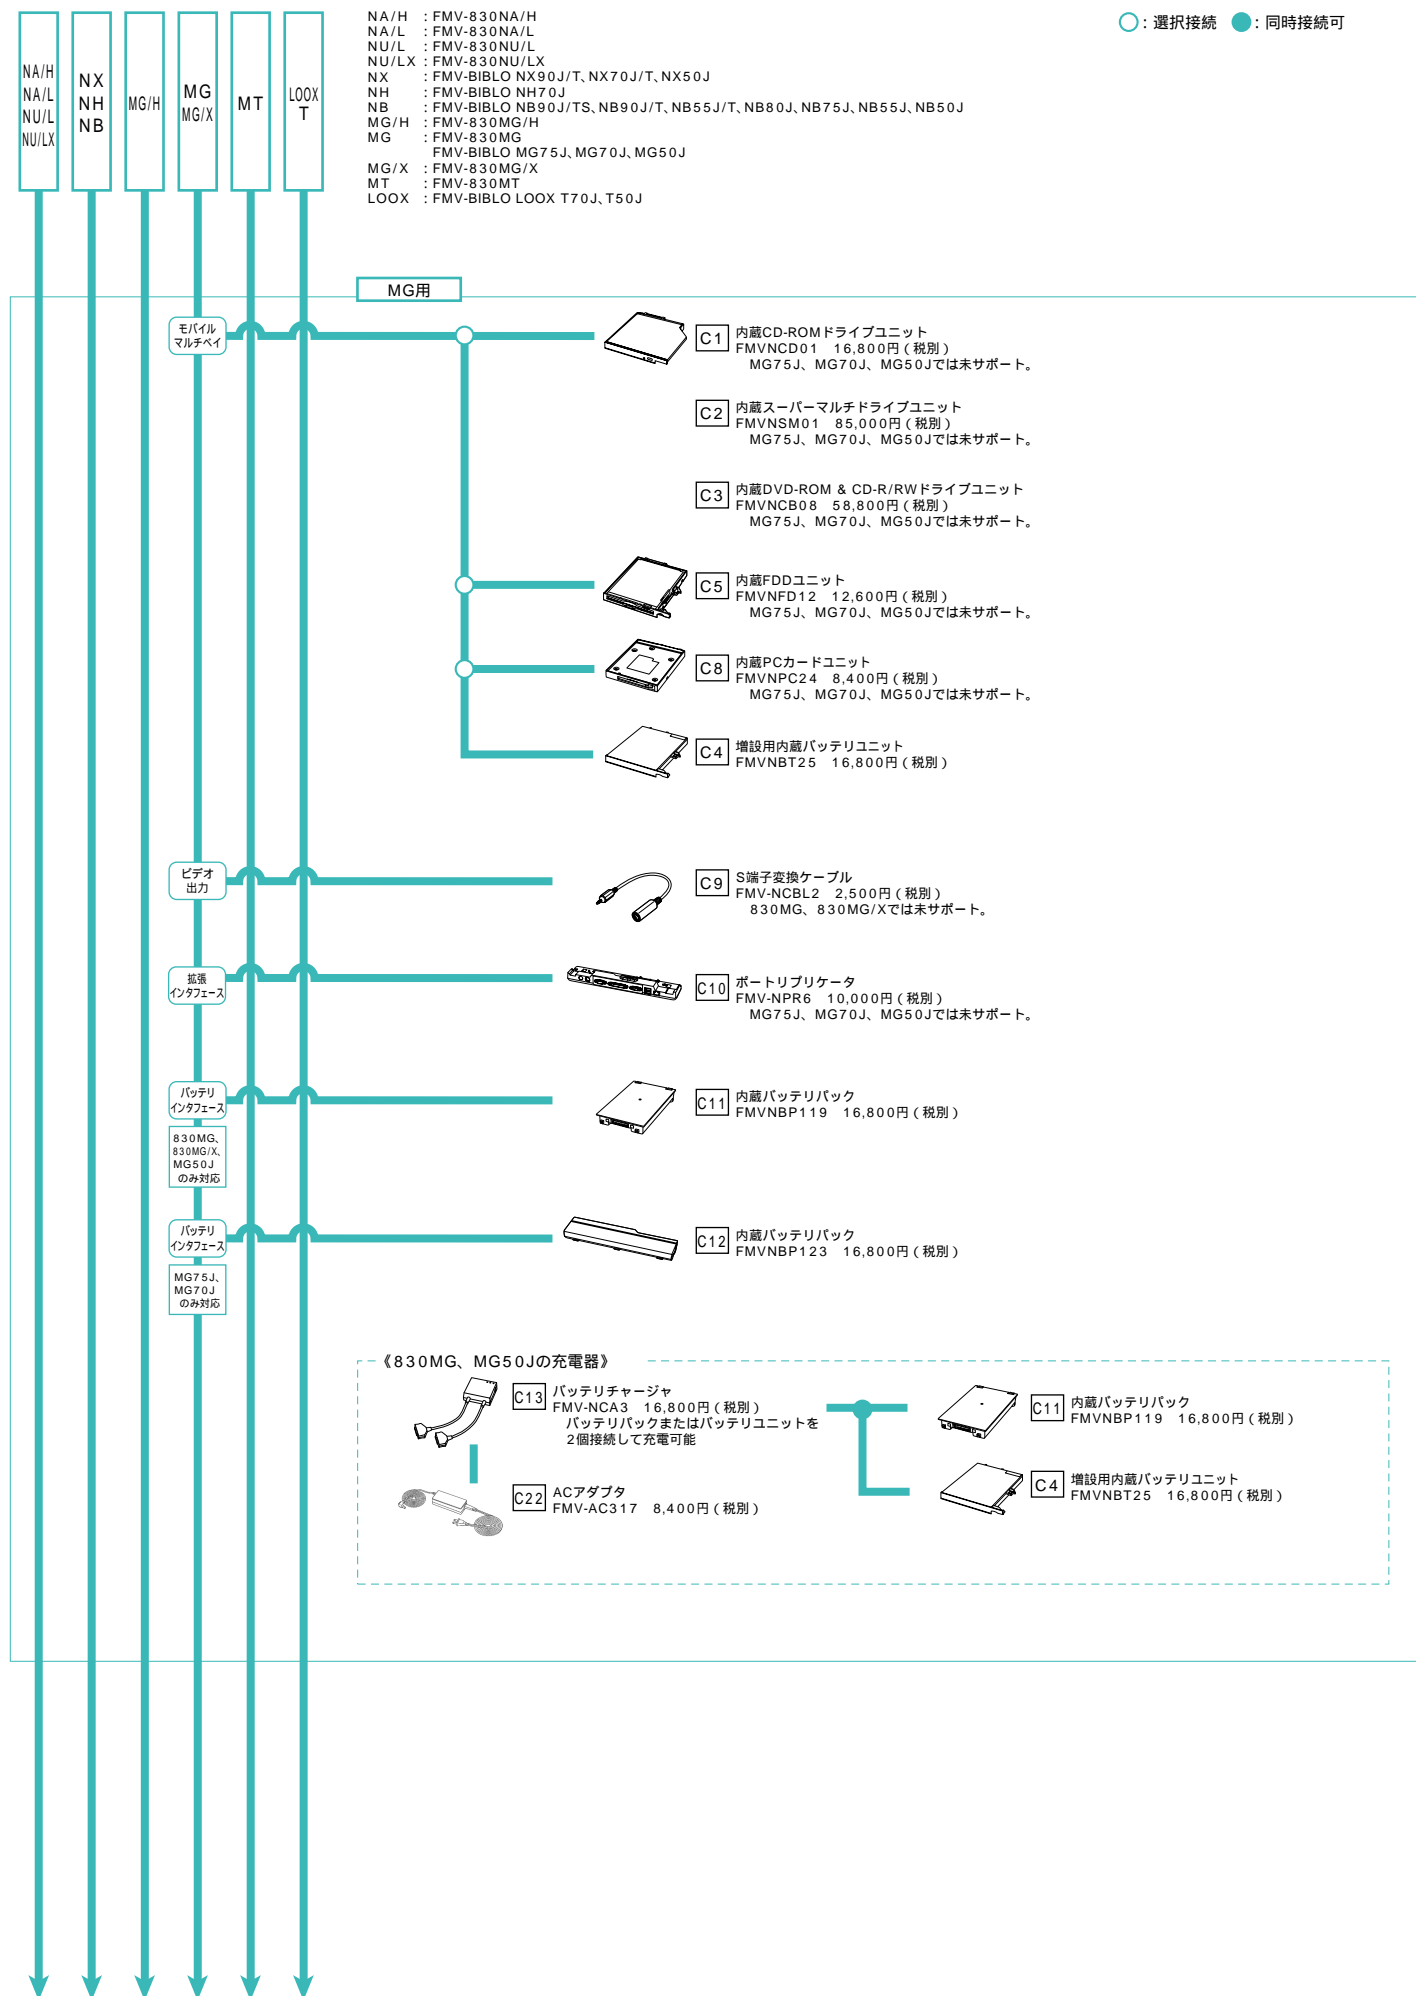 NA/H
NA/L
NU/L
NU/LX
NX
NH
NB
MG/H
MG
MG/X
MT
LOOX
T
NA/H : FMV-830NA/H
NA/L : FMV-830NA/L
NU/L : FMV-830NU/L
NU/LX : FMV-830NU/LX
NX : FMV-BIBLO NX90J/T、NX70J/T、NX50J
NH : FMV-BIBLO NH70J
NB : FMV-BIBLO NB90J/TS、NB90J/T、NB55J/T、NB80J、NB75J、NB55J、NB50J
MG/H : FMV-830MG/H
MG : FMV-830MG
FMV-BIBLO MG75J、MG70J、MG50J
MG/X : FMV-830MG/X
MT : FMV-830MT
LOOX : FMV-BIBLO LOOX T70J、T50J
○：選択接続 ●：同時接続可
MG用
モバイル
マルチベイ
C1 内蔵CD-ROMドライブユニット
FMVNCD01 16,800円（税別）
MG75J、MG70J、MG50Jでは未サポート。
C2 内蔵スーパーマルチドライブユニット
FMVNSM01 85,000円（税別）
MG75J、MG70J、MG50Jでは未サポート。
C3 内蔵DVD-ROM & CD-R/RWドライブユニット
FMVNCB08 58,800円（税別）
MG75J、MG70J、MG50Jでは未サポート。
C5 内蔵FDDユニット
FMVNFD12 12,600円（税別）
MG75J、MG70J、MG50Jでは未サポート。
C8 内蔵PCカードユニット
FMVNPC24 8,400円（税別）
MG75J、MG70J、MG50Jでは未サポート。
C4 増設用内蔵バッテリユニット
FMVNBT25 16,800円（税別）
ビデオ
出力
C9 S端子変換ケーブル
FMV-NCBL2 2,500円（税別）
830MG、830MG/Xでは未サポート。
拡張
インタフェース
C10 ポートリプリケータ
FMV-NPR6 10,000円（税別）
MG75J、MG70J、MG50Jでは未サポート。
バッテリ
インタフェース
830MG、
830MG/X、
MG50J
のみ対応
C11 内蔵バッテリパック
FMVNBP119 16,800円（税別）
バッテリ
インタフェース
MG75J、
MG70J
のみ対応
C12 内蔵バッテリパック
FMVNBP123 16,800円（税別）
《830MG、MG50Jの充電器》
C13 バッテリチャージャ
FMV-NCA3 16,800円（税別）
バッテリパックまたはバッテリユニットを
2個接続して充電可能
C22 ACアダプタ
FMV-AC317 8,400円（税別）
C11 内蔵バッテリパック
FMVNBP119 16,800円（税別）
C4 増設用内蔵バッテリユニット
FMVNBT25 16,800円（税別）